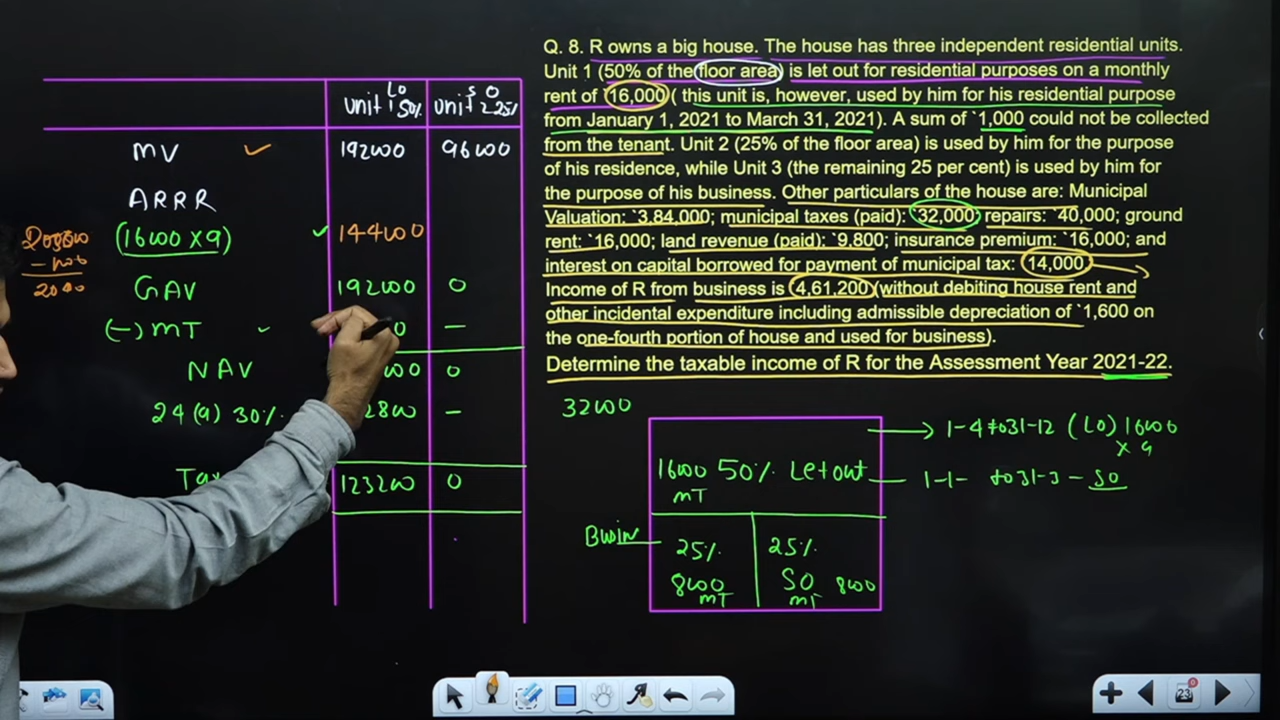 Q. 8. R owns a big house. The house has three independent residential units.
Unit 1 (50% of the floor area) is let out for residential purposes on a monthly
rent of `16,000 ( this unit is, however, used by him for his residential purpose
from January 1, 2021 to March 31, 2021). A sum of `1,000 could not be collected
from the tenant. Unit 2 (25% of the floor area) is used by him for the purpose
of his residence, while Unit 3 (the remaining 25 per cent) is used by him for
the purpose of his business. Other particulars of the house are: Municipal
Valuation: `3,84,000; municipal taxes (paid): `32,000; repairs: `40,000; ground
rent: `16,000; land revenue (paid): `9,800; insurance premium: `16,000; and
interest on capital borrowed for payment of municipal tax: 14,000
Income of R from business is 4,61,200 (without debiting house rent and
other incidental expenditure including admissible depreciation of `1,600 on
the one-fourth portion of house and used for business).
Determine the taxable income of R for the Assessment Year 2021-22.
LO S O
Unit 1 50% Unit 2 25%
MV 192000 96000
ARRR
(16000 x 9) 144000
GAV 192000 0
(-) MT 0 —
NAV 0
24 (a) 30%. —
123200 0
32000
1-4 to 31-12 (LO) 16000
x 9
16000 50% Let out 1-1- to 31-3 - SO
MT
Busin
25% 25%
8000 SO 8000
MT MT
23